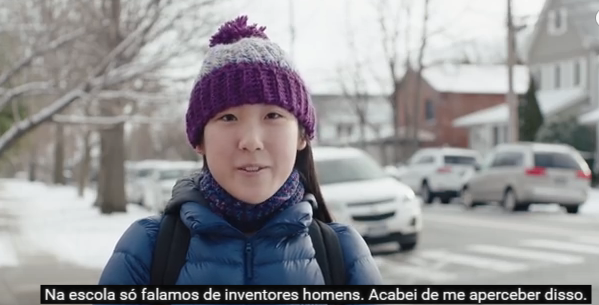 Na escola só falamos de inventores homens. Acabei de me aperceber disso.